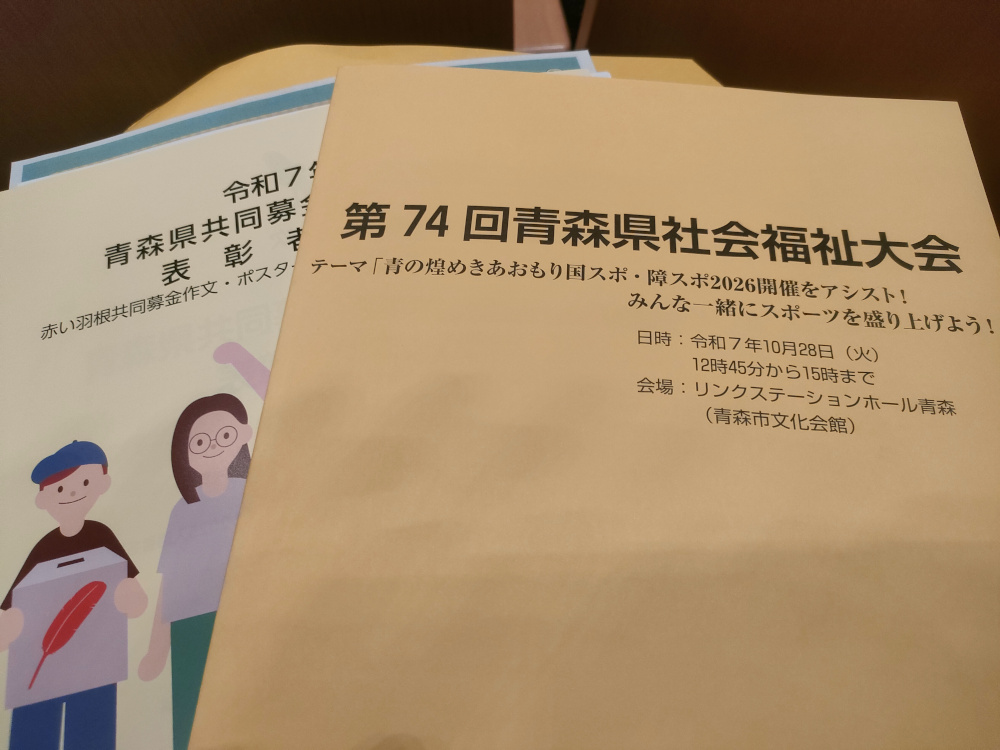 令和７年
青森県共同募金
表彰者
赤い羽根共同募金作文・ポスター
第 74 回青森県社会福祉大会
テーマ「青の煌めきあおもり国スポ・障スポ2026開催をアシスト！
みんな一緒にスポーツを盛り上げよう！
日時：令和７年10月28日（火）
12時45分から15時まで
会場：リンクステーションホール青森
（青森市文化会館）